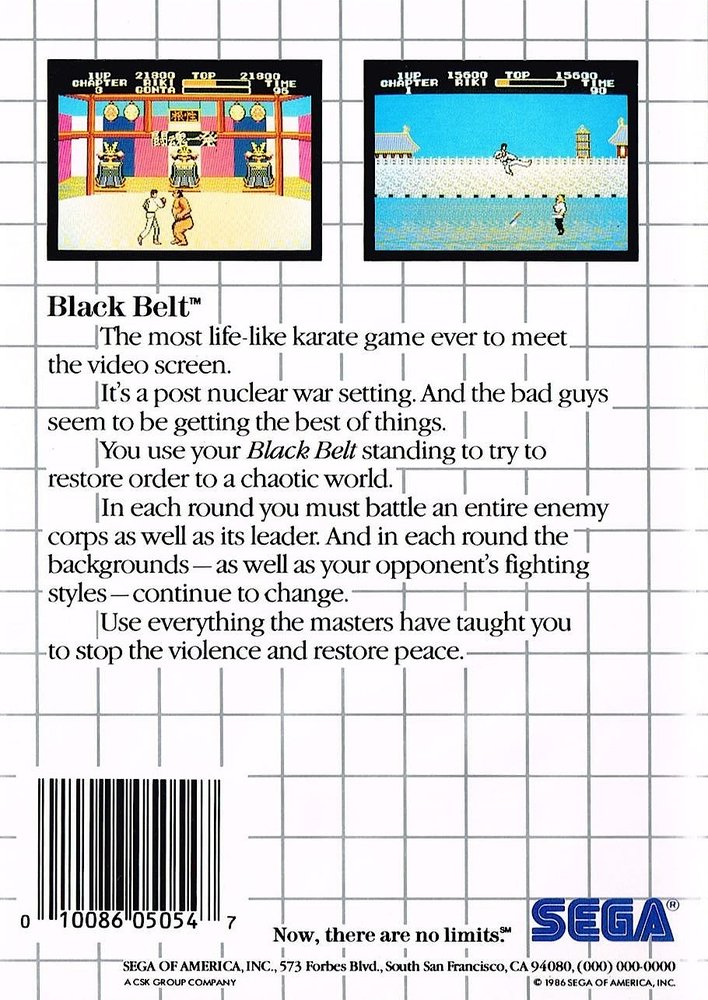 1UP 21800 TOP 21800
CHAPTER RIKI TIME
3 GONTA 95
根性
闘魂一発
1UP 15600 TOP 15600
CHAPTER RIKI TIME
1 90
Black Belt™
The most life-like karate game ever to meet
the video screen.
It's a post nuclear war setting. And the bad guys
seem to be getting the best of things.
You use your Black Belt standing to try to
restore order to a chaotic world.
In each round you must battle an entire enemy
corps as well as its leader. And in each round the
backgrounds — as well as your opponent's fighting
styles — continue to change.
Use everything the masters have taught you
to stop the violence and restore peace.
0 10086 05054 7
Now, there are no limits.℠
SEGA®
SEGA OF AMERICA, INC., 573 Forbes Blvd., South San Francisco, CA 94080, (000) 000-0000
A CSK GROUP COMPANY
© 1986 SEGA OF AMERICA, INC.